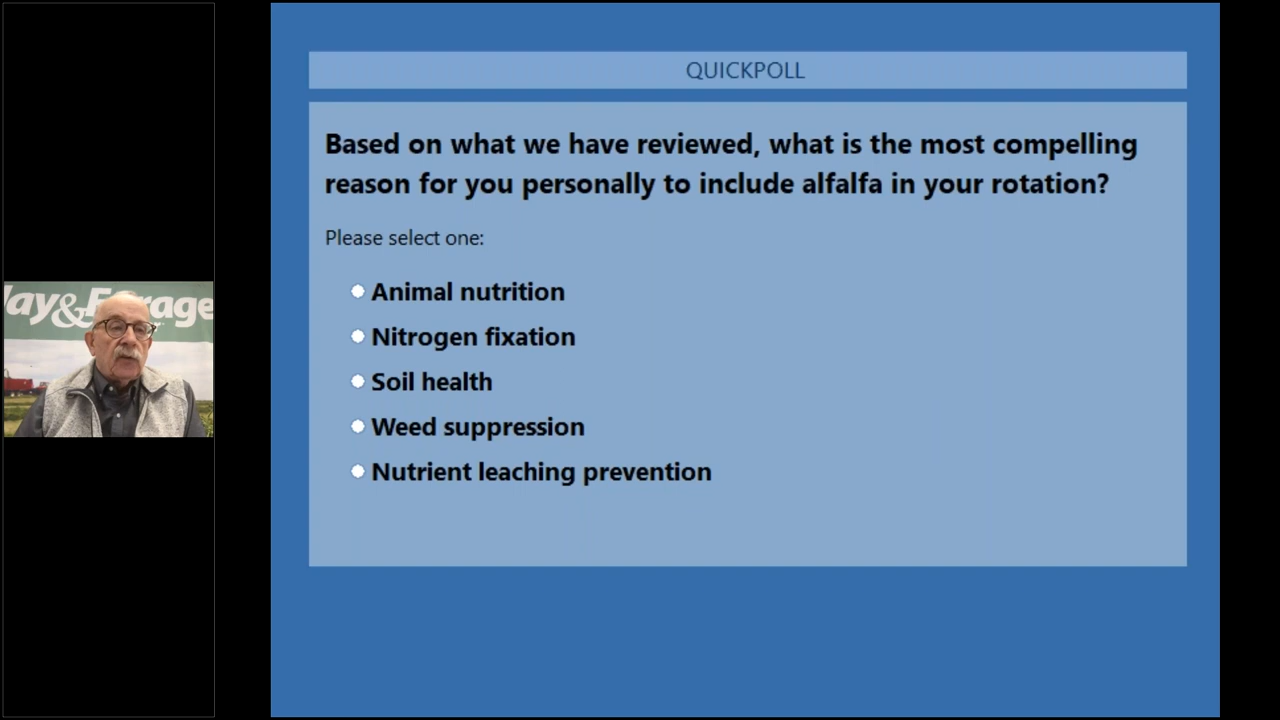 QUICKPOLL
Based on what we have reviewed, what is the most compelling
reason for you personally to include alfalfa in your rotation?
Please select one:
Animal nutrition
Nitrogen fixation
Soil health
Weed suppression
Nutrient leaching prevention